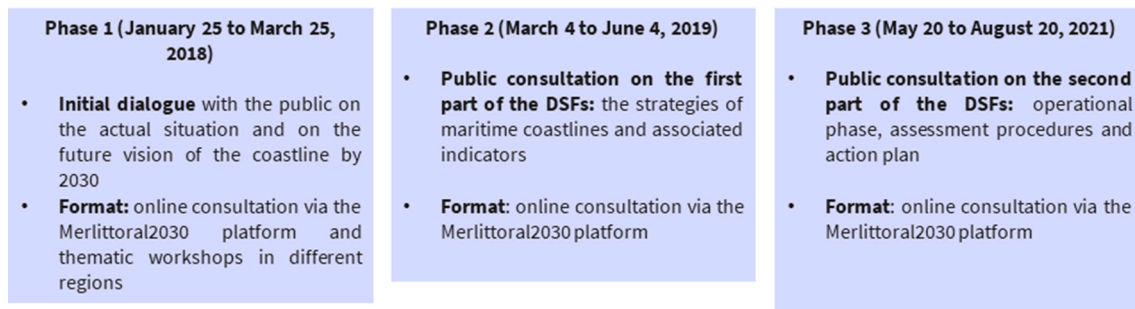 Phase 1 (January 25 to March 25,
2018)
• Initial dialogue with the public on
the actual situation and on the
future vision of the coastline by
2030
• Format: online consultation via the
Merlittoral2030 platform and
thematic workshops in different
regions
Phase 2 (March 4 to June 4, 2019)
• Public consultation on the first
part of the DSFs: the strategies of
maritime coastlines and associated
indicators
• Format: online consultation via the
Merlittoral2030 platform
Phase 3 (May 20 to August 20, 2021)
• Public consultation on the second
part of the DSFs: operational
phase, assessment procedures and
action plan
• Format: online consultation via the
Merlittoral2030 platform